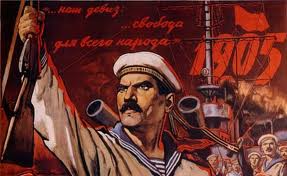 "... наш девиз:
... свобода
для всего народа"
1905